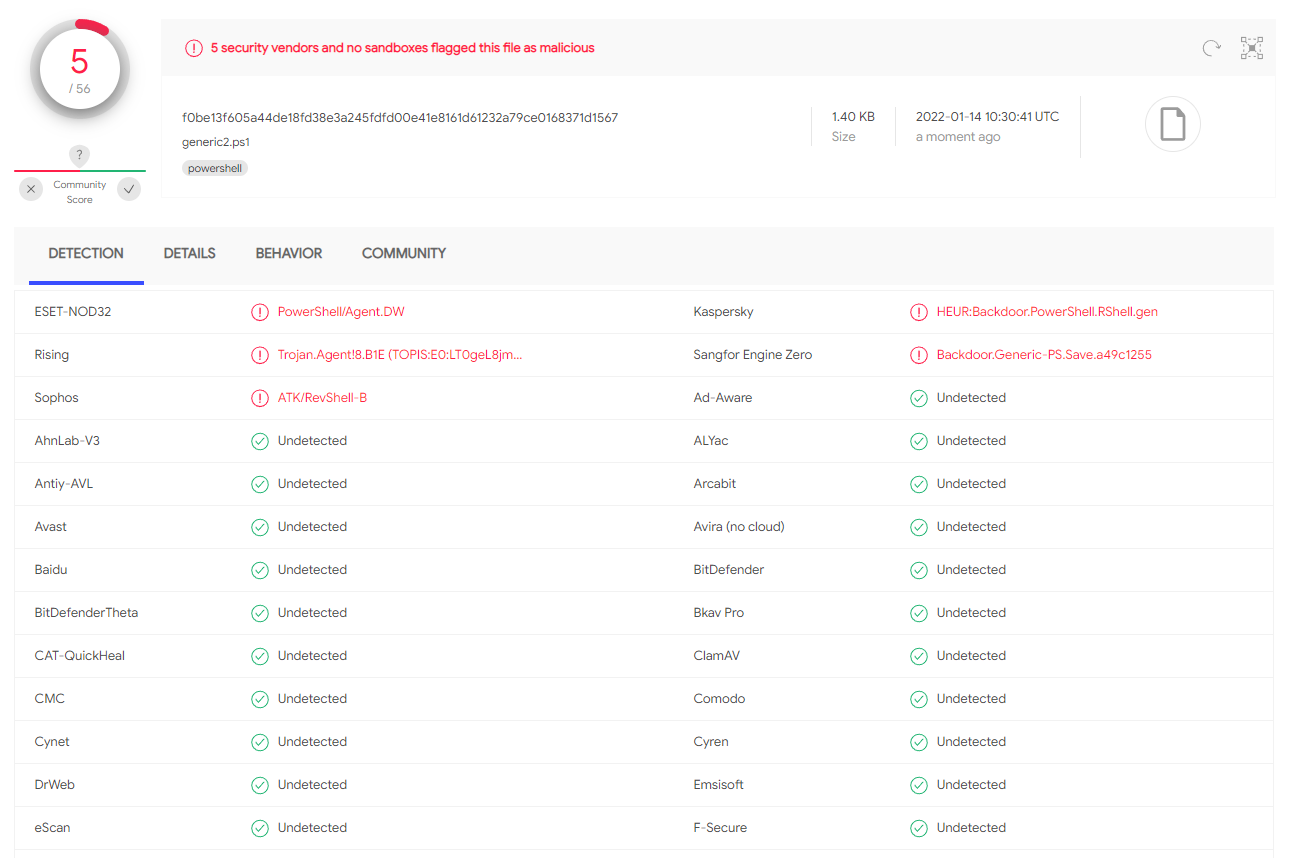 5
/ 56
5 security vendors and no sandboxes flagged this file as malicious
f0be13f605a44de18fd38e3a245fdfd00e41e8161d61232a79ce0168371d1567
generic2.ps1
powershell
1.40 KB
Size
2022-01-14 10:30:41 UTC
a moment ago
?
Community
Score
DETECTION DETAILS BEHAVIOR COMMUNITY
ESET-NOD32 PowerShell/Agent.DW Kaspersky HEUR:Backdoor.PowerShell.RShell.gen
Rising Trojan.Agent!8.B1E (TOPIS:E0:LT0geL8jm... Sangfor Engine Zero Backdoor.Generic-PS.Save.a49c1255
Sophos ATK/RevShell-B Ad-Aware Undetected
AhnLab-V3 Undetected ALYac Undetected
Antiy-AVL Undetected Arcabit Undetected
Avast Undetected Avira (no cloud) Undetected
Baidu Undetected BitDefender Undetected
BitDefenderTheta Undetected Bkav Pro Undetected
CAT-QuickHeal Undetected ClamAV Undetected
CMC Undetected Comodo Undetected
Cynet Undetected Cyren Undetected
DrWeb Undetected Emsisoft Undetected
eScan Undetected F-Secure Undetected